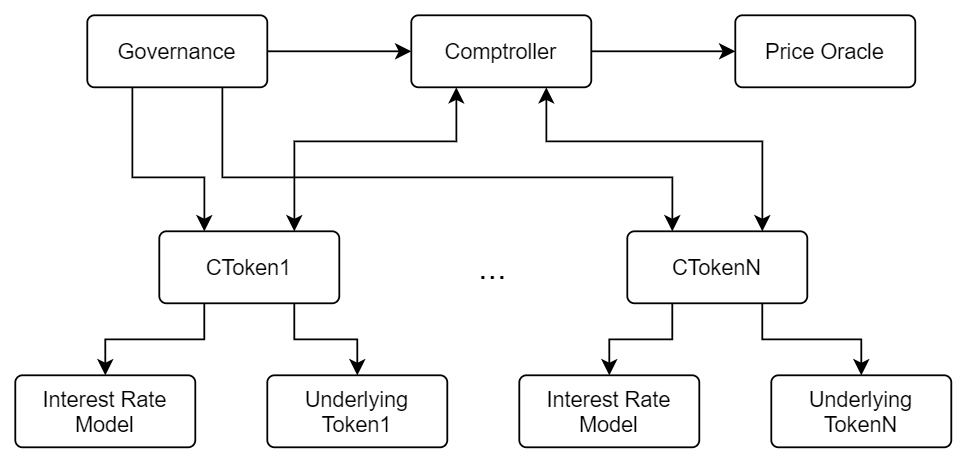 Governance
Comptroller
Price Oracle
CToken1
...
CTokenN
Interest Rate
Model
Underlying
Token1
Interest Rate
Model
Underlying
TokenN